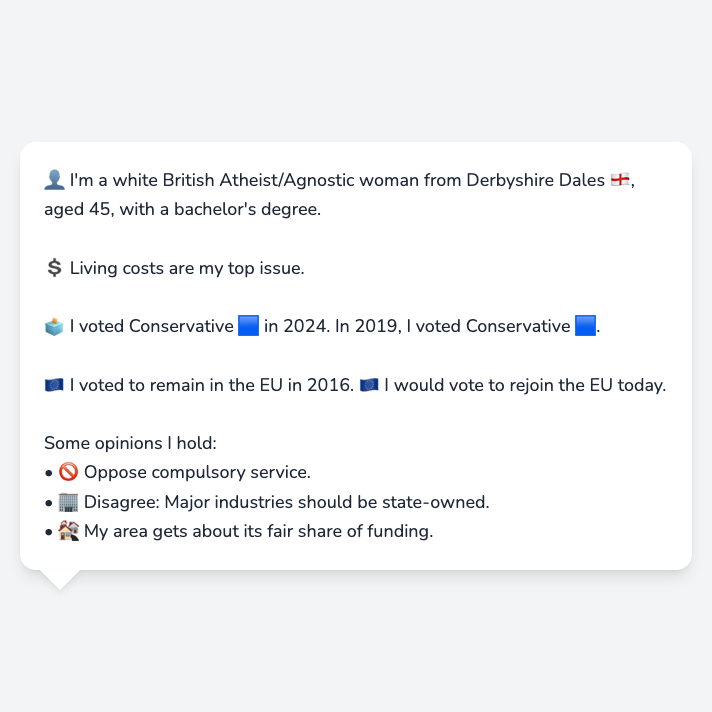 👤 I'm a white British Atheist/Agnostic woman from Derbyshire Dales 🏴󠁧󠁢󠁥󠁮󠁧󠁿,
aged 45, with a bachelor's degree.
💲 Living costs are my top issue.
🗳️ I voted Conservative 🟦 in 2024. In 2019, I voted Conservative 🟦.
🇪🇺 I voted to remain in the EU in 2016. 🇪🇺 I would vote to rejoin the EU today.
Some opinions I hold:
• 🚫 Oppose compulsory service.
• 🏢 Disagree: Major industries should be state-owned.
• 🏘️ My area gets about its fair share of funding.